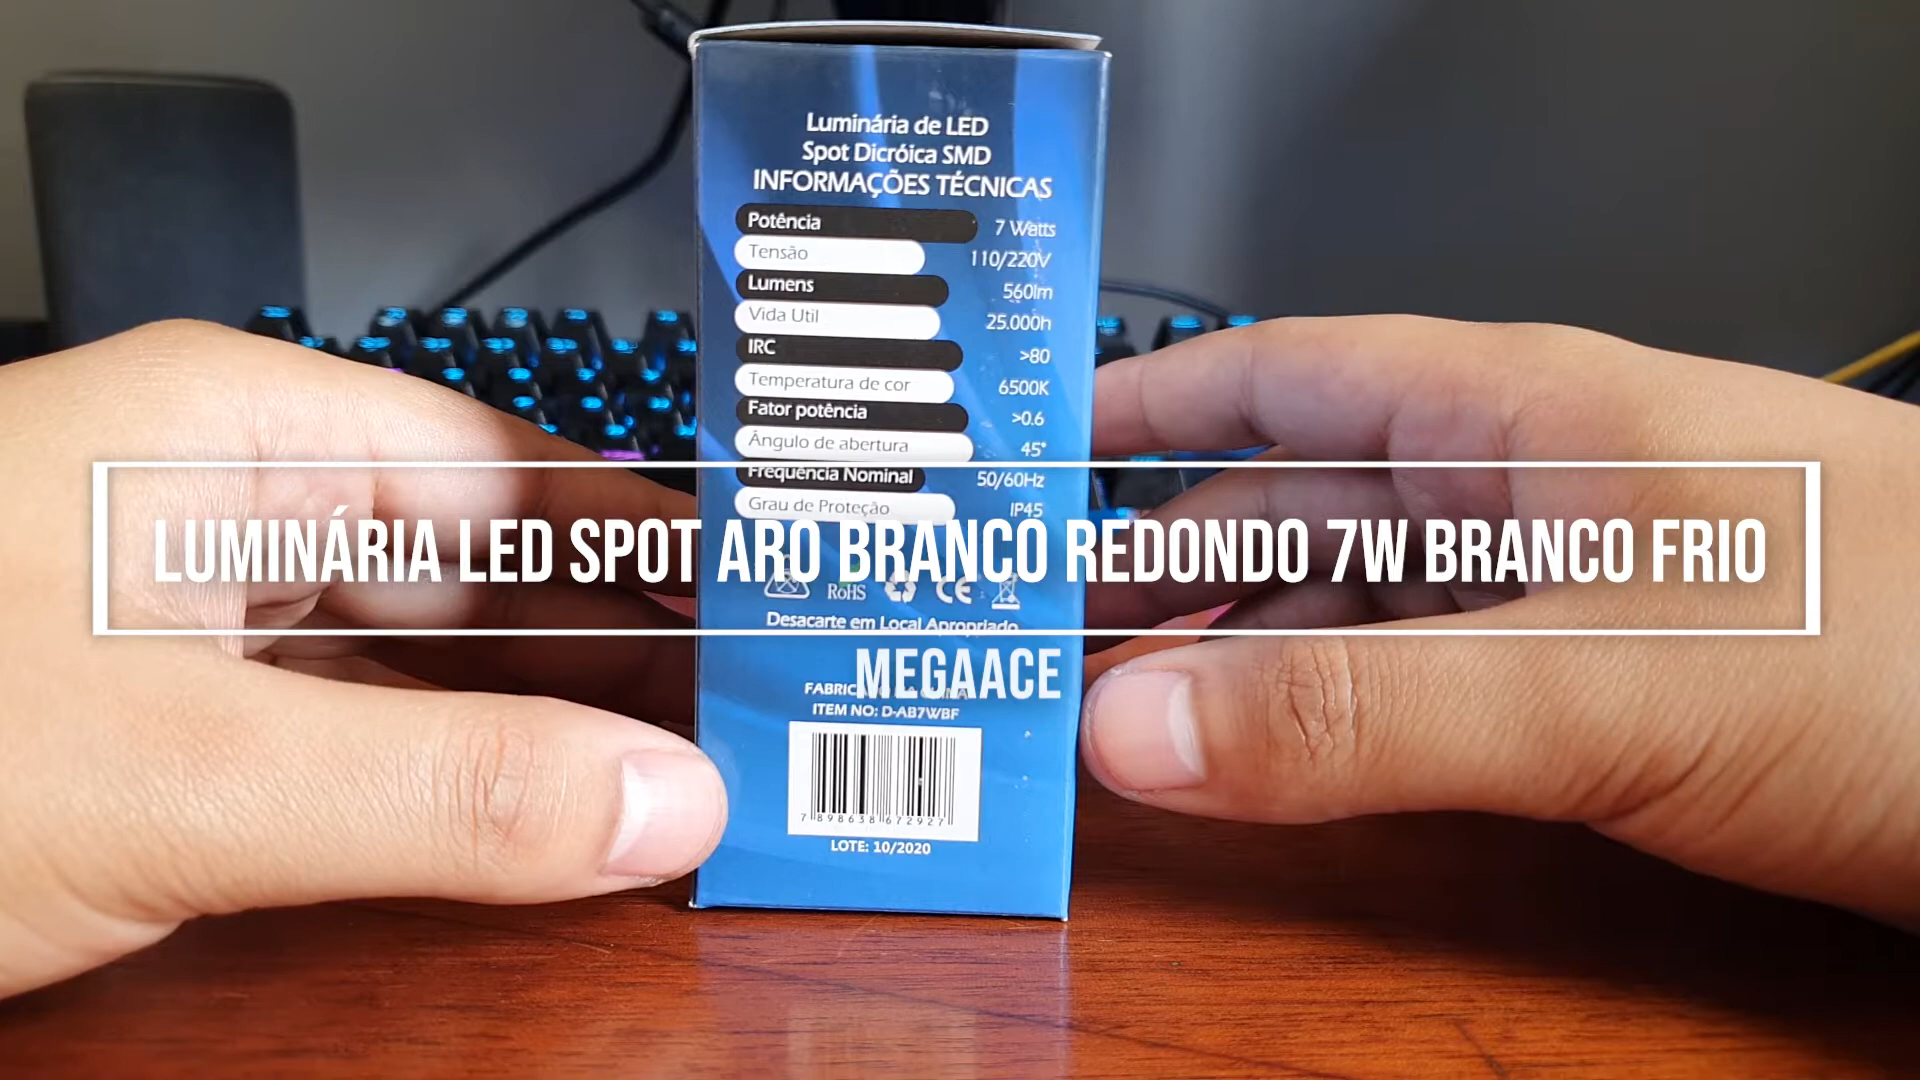 Luminária de LED
Spot Dicróica SMD
INFORMAÇÕES TÉCNICAS
Potência 7 Watts
Tensão 110/220V
Lumens 560lm
Vida Util 25.000h
IRC >80
Temperatura de cor 6500K
Fator potência >0.6
Ângulo de abertura 45°
Frequência Nominal 50/60Hz
Grau de Proteção IP45
LUMINÁRIA LED SPOT ARO BRANCO REDONDO 7W BRANCO FRIO
RoHS CE
Desacarte em Local Apropriado
MEGAACE
ITEM NO: D-AB7WBF
7 898638 672927
LOTE: 10/2020